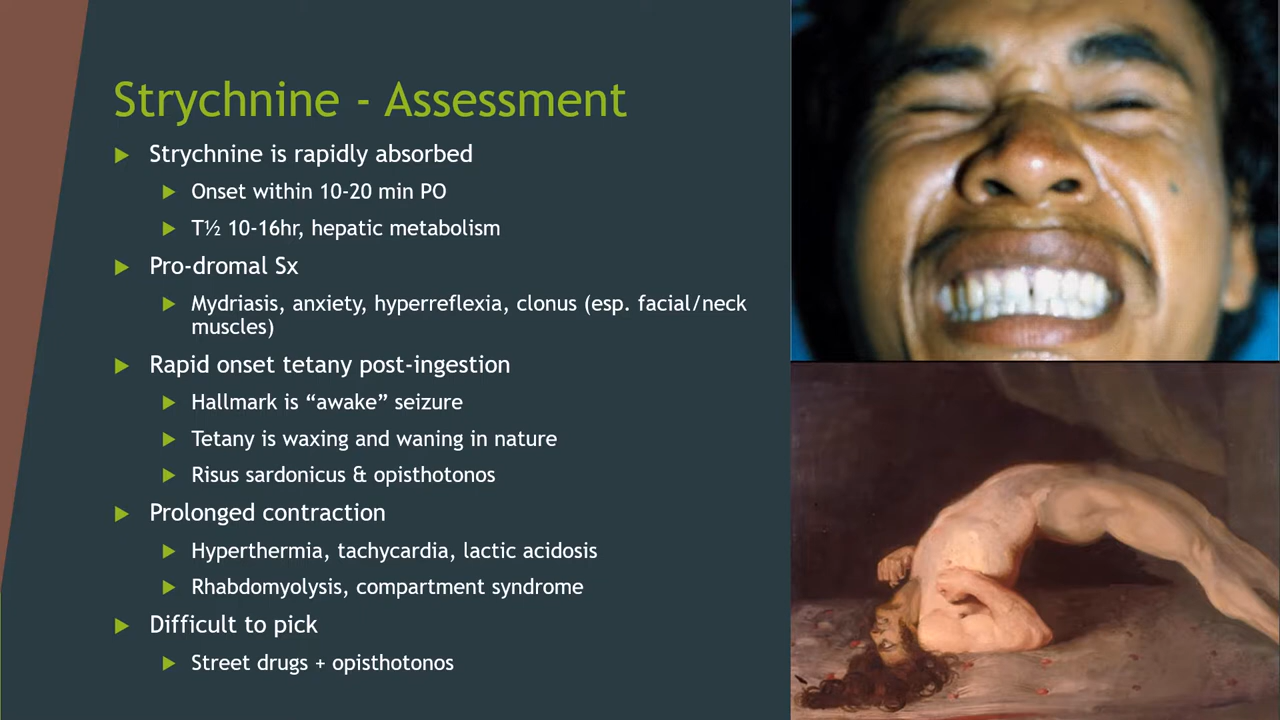 Strychnine - Assessment
Strychnine is rapidly absorbed
Onset within 10-20 min PO
T½ 10-16hr, hepatic metabolism
Pro-dromal Sx
Mydriasis, anxiety, hyperreflexia, clonus (esp. facial/neck
muscles)
Rapid onset tetany post-ingestion
Hallmark is “awake” seizure
Tetany is waxing and waning in nature
Risus sardonicus & opisthotonos
Prolonged contraction
Hyperthermia, tachycardia, lactic acidosis
Rhabdomyolysis, compartment syndrome
Difficult to pick
Street drugs + opisthotonos